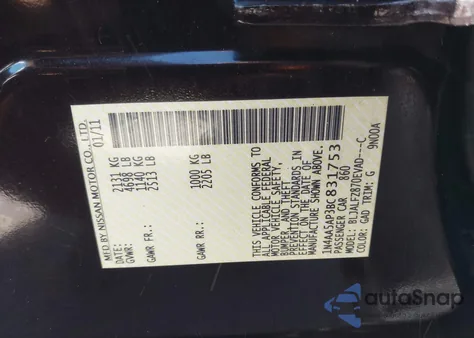 MFD BY NISSAN MOTOR CO., LTD.
01/11
GVWR: 2131 KG
4698 LB
GAWR FR.: 1140 KG
2513 LB
GAWR RR.: 1000 KG
2205 LB
THIS VEHICLE CONFORMS TO
ALL APPLICABLE FEDERAL
MOTOR VEHICLE SAFETY,
BUMPER, AND THEFT
PREVENTION STANDARDS IN
EFFECT ON THE DATE OF
MANUFACTURE SHOWN ABOVE.
1N4AA5AP3BC831753
PASSENGER CAR 860
MODEL: BLJALFZ870EVAD---C
COLOR: GAD TRIM: G 9N00A
autoSnap